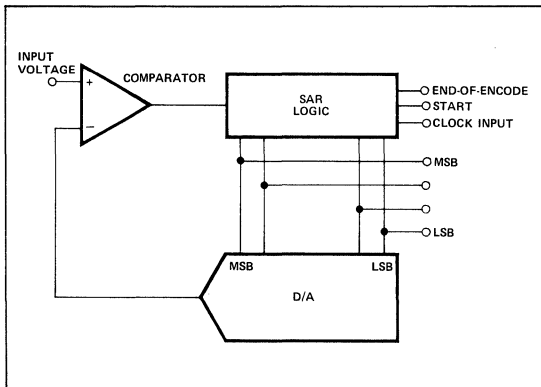 INPUT
VOLTAGE
COMPARATOR
+
−
SAR
LOGIC
END-OF-ENCODE
START
CLOCK INPUT
MSB
LSB
MSB
LSB
D/A